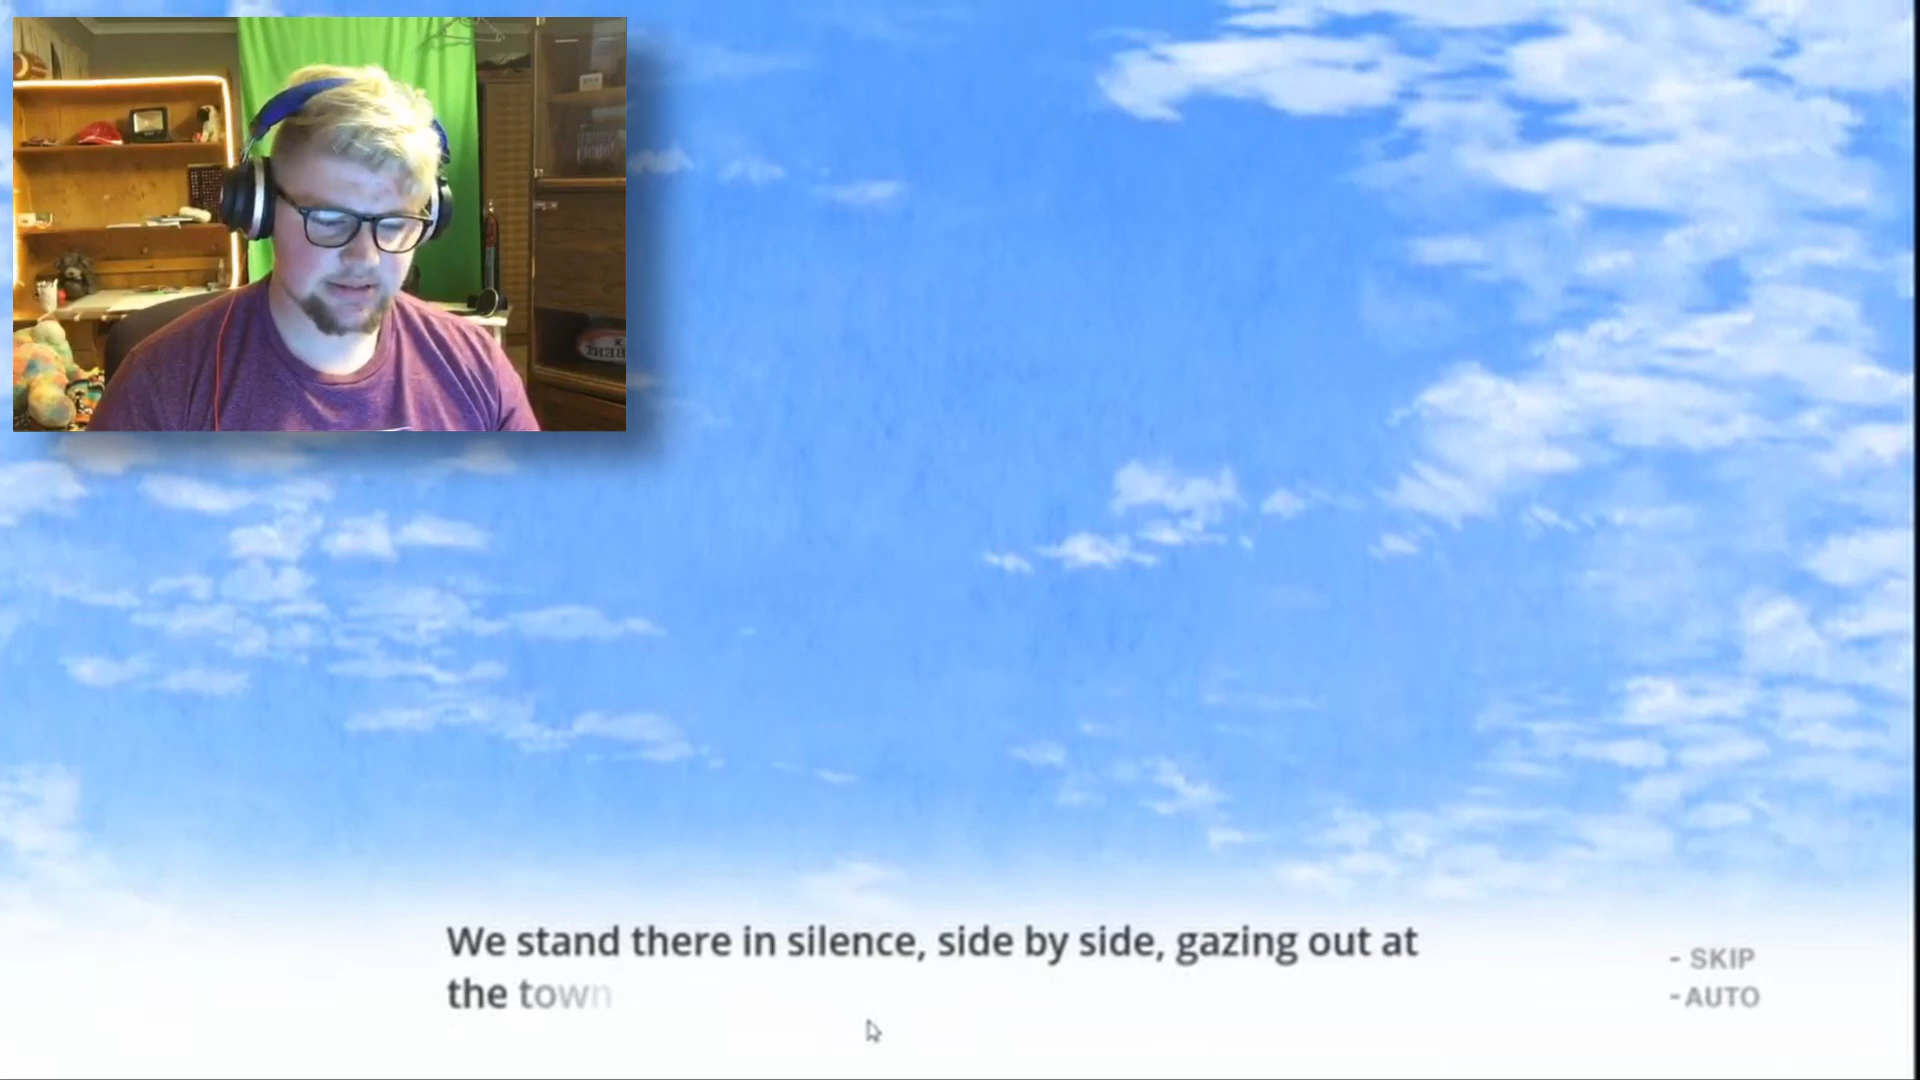 We stand there in silence, side by side, gazing out at
the town
- SKIP
- AUTO